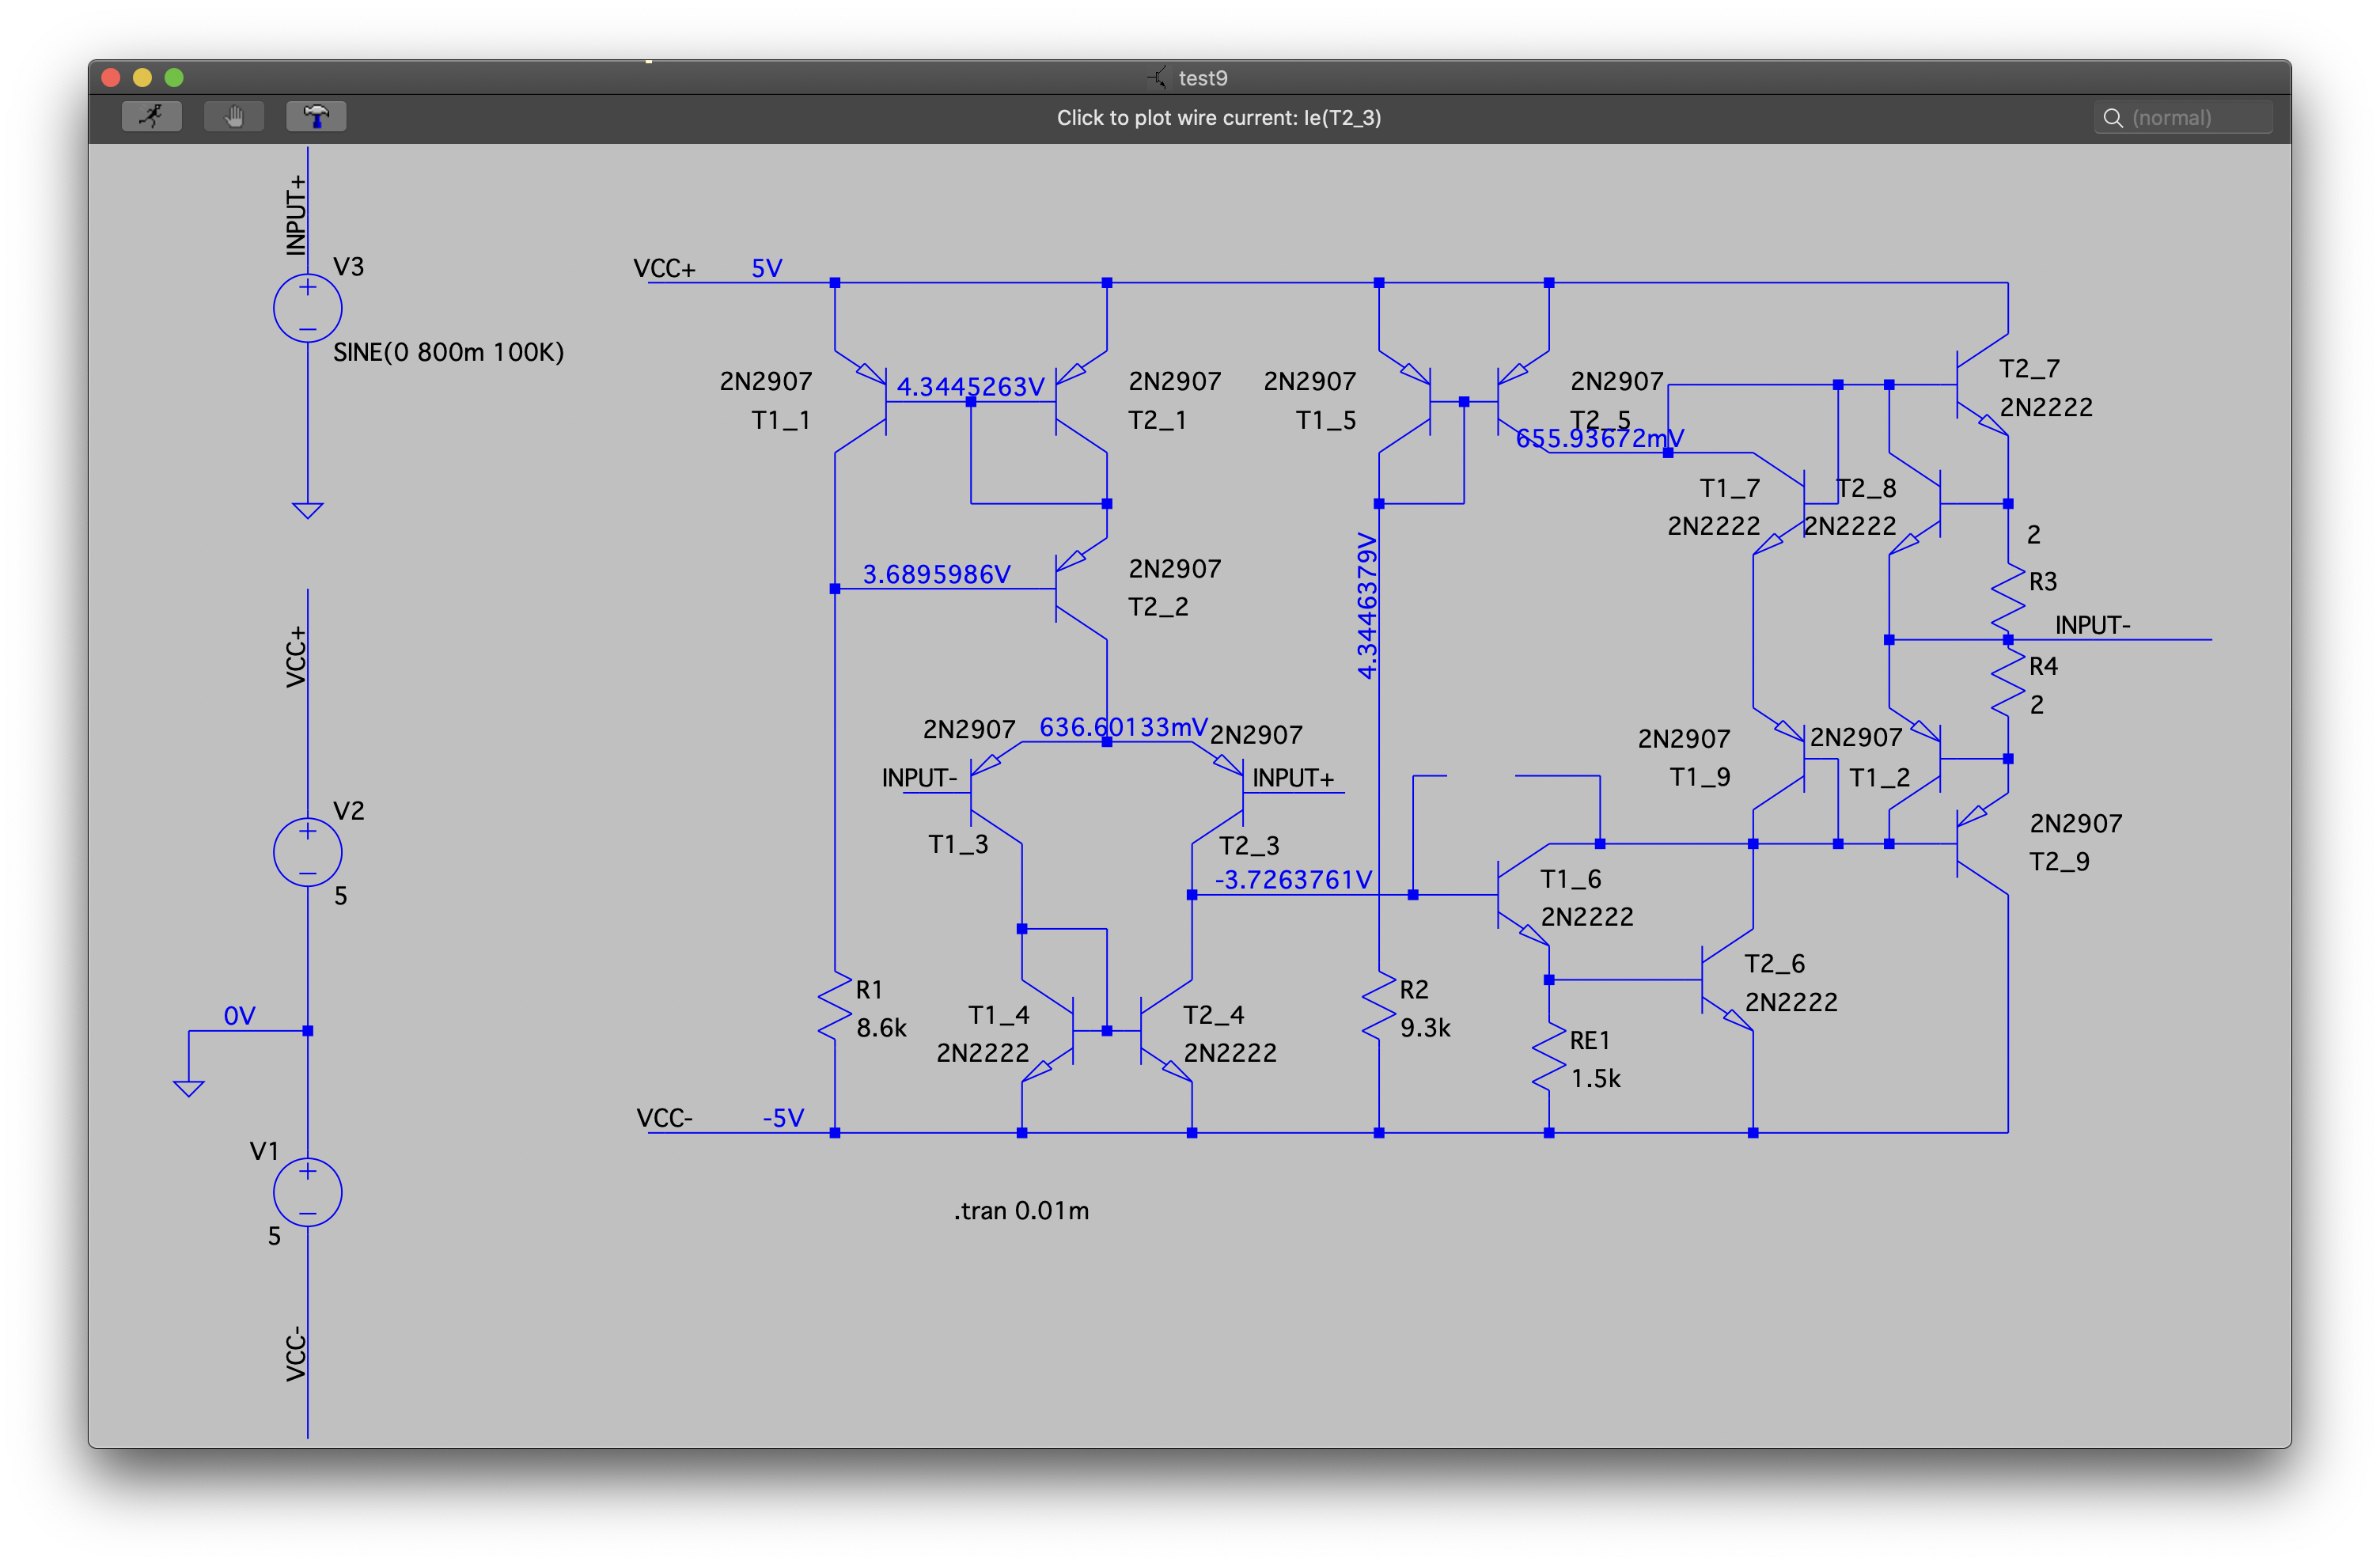 test9
Click to plot wire current: Ie(T2_3)
(normal)
INPUT+
V3
SINE(0 800m 100K)
VCC+
V2
5
0V
V1
5
VCC-
VCC+
5V
2N2907
T1_1
4.3445263V
2N2907
T2_1
2N2907
T1_5
2N2907
T2_5
655.93672mV
T2_7
2N2222
T1_7
2N2222
T2_8
2N2222
2
R3
3.6895986V
2N2907
T2_2
4.3446379V
INPUT-
R4
2
2N2907
636.60133mV
2N2907
INPUT-
INPUT+
T1_3
T2_3
2N2907
T1_9
2N2907
T1_2
2N2907
T2_9
-3.7263761V
T1_6
2N2222
T2_6
2N2222
R1
8.6k
T1_4
2N2222
T2_4
2N2222
R2
9.3k
RE1
1.5k
VCC-
-5V
.tran 0.01m